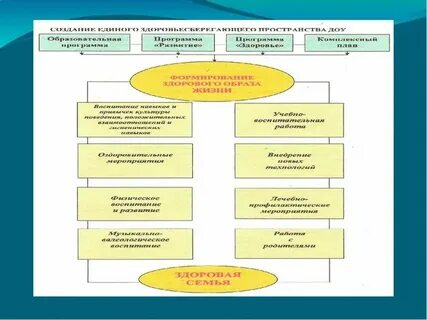 СОЗДАНИЕ ЕДИНОГО ЗДОРОВЬЕСБЕРЕГАЮЩЕГО ПРОСТРАНСТВА ДОУ
Образовательная
программа
Программа
«Развитие»
Программа
«Здоровье»
Комплексный
план
ФОРМИРОВАНИЕ
ЗДОРОВОГО ОБРАЗА
ЖИЗНИ
Воспитание навыков и
привычек культуры
поведения, положительных
взаимоотношений и
гигиенических
навыков
Учебно-
воспитательная
работа
Оздоровительные
мероприятия
Внедрение
новых
технологий
Физическое
воспитание
и развитие
Лечебно-
профилактические
мероприятия
Музыкально-
валеологическое
воспитание
Работа
с
родителями
ЗДОРОВАЯ
СЕМЬЯ